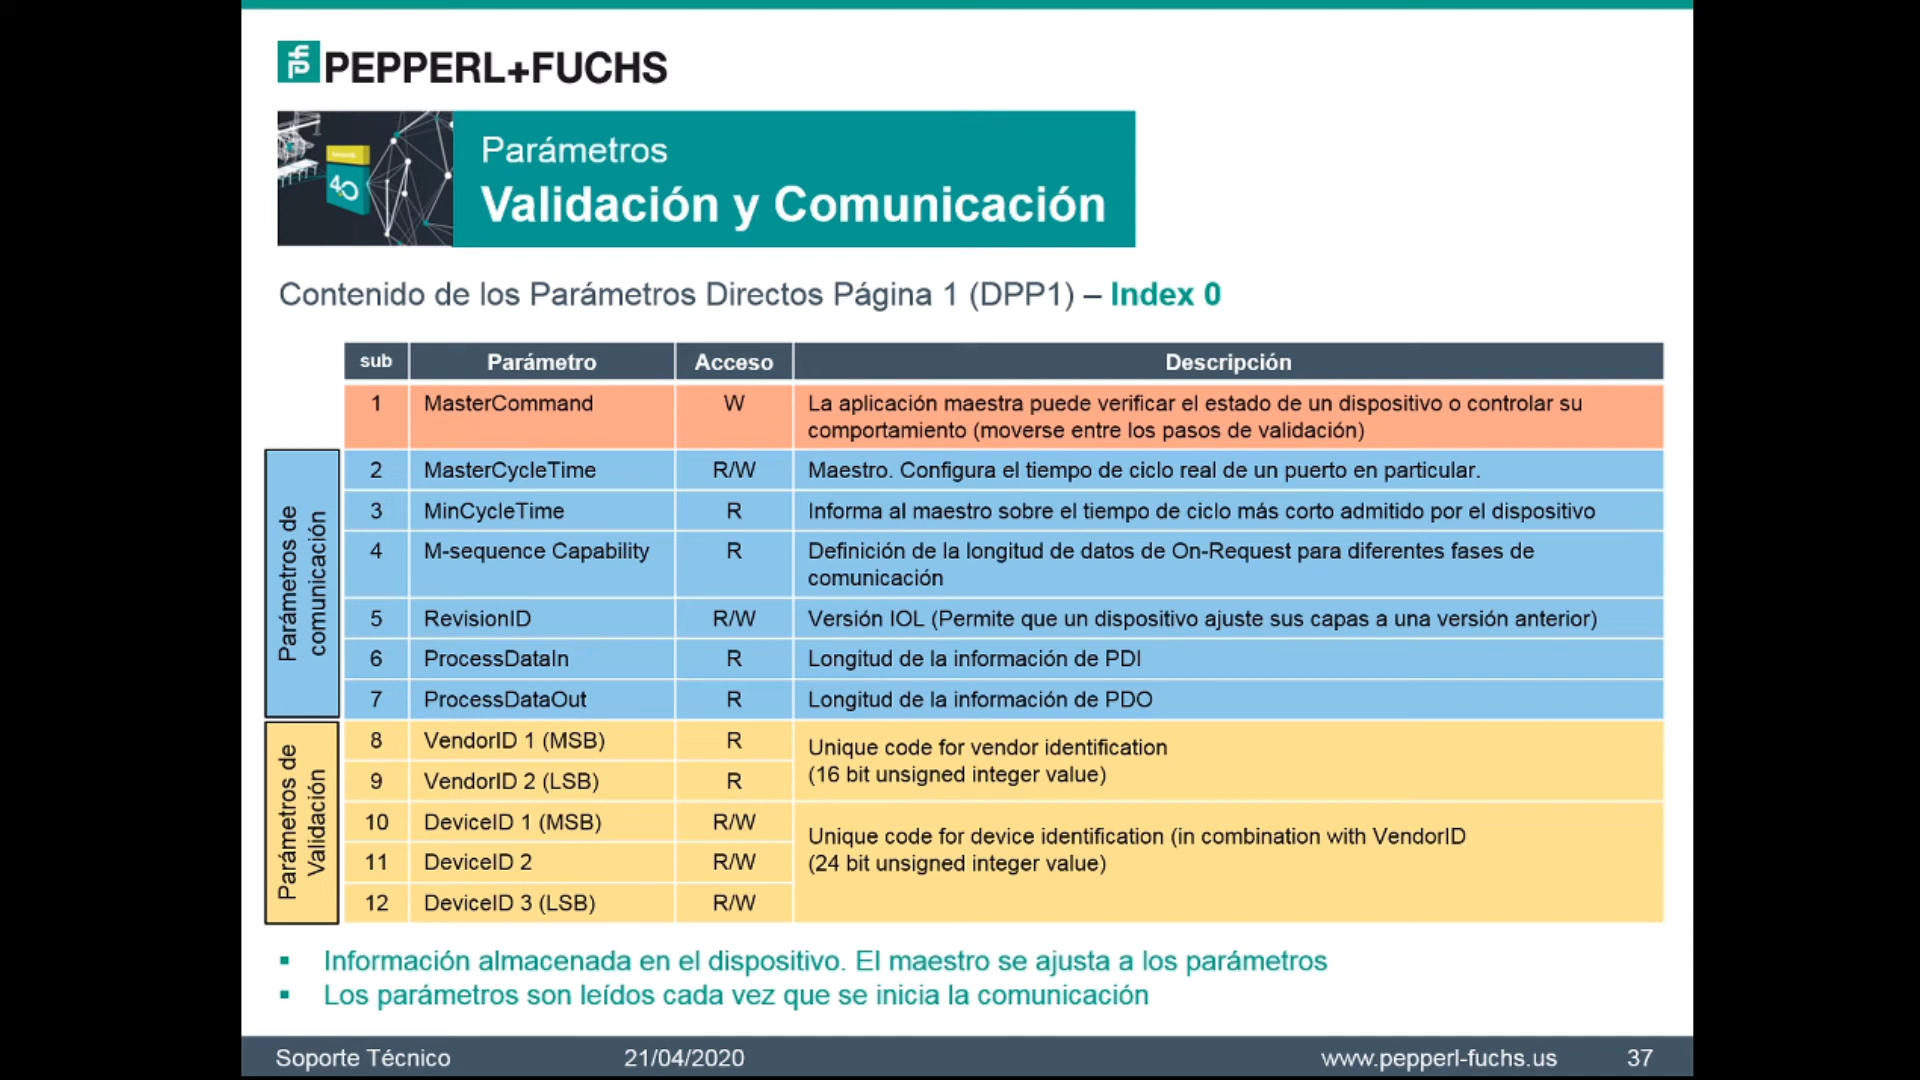 PEPPERL+FUCHS
Parámetros
Validación y Comunicación
Contenido de los Parámetros Directos Página 1 (DPP1) – Index 0
sub Parámetro Acceso Descripción
1 MasterCommand W La aplicación maestra puede verificar el estado de un dispositivo o controlar su
comportamiento (moverse entre los pasos de validación)
Parámetros de
comunicación
2 MasterCycleTime R/W Maestro. Configura el tiempo de ciclo real de un puerto en particular.
3 MinCycleTime R Informa al maestro sobre el tiempo de ciclo más corto admitido por el dispositivo
4 M-sequence Capability R Definición de la longitud de datos de On-Request para diferentes fases de
comunicación
5 RevisionID R/W Versión IOL (Permite que un dispositivo ajuste sus capas a una versión anterior)
6 ProcessDataIn R Longitud de la información de PDI
7 ProcessDataOut R Longitud de la información de PDO
Parámetros de
Validación
8 VendorID 1 (MSB) R Unique code for vendor identification
(16 bit unsigned integer value)
9 VendorID 2 (LSB) R
10 DeviceID 1 (MSB) R/W Unique code for device identification (in combination with VendorID
(24 bit unsigned integer value)
11 DeviceID 2 R/W
12 DeviceID 3 (LSB) R/W
▪ Información almacenada en el dispositivo. El maestro se ajusta a los parámetros
▪ Los parámetros son leídos cada vez que se inicia la comunicación
Soporte Técnico 21/04/2020 www.pepperl-fuchs.us 37